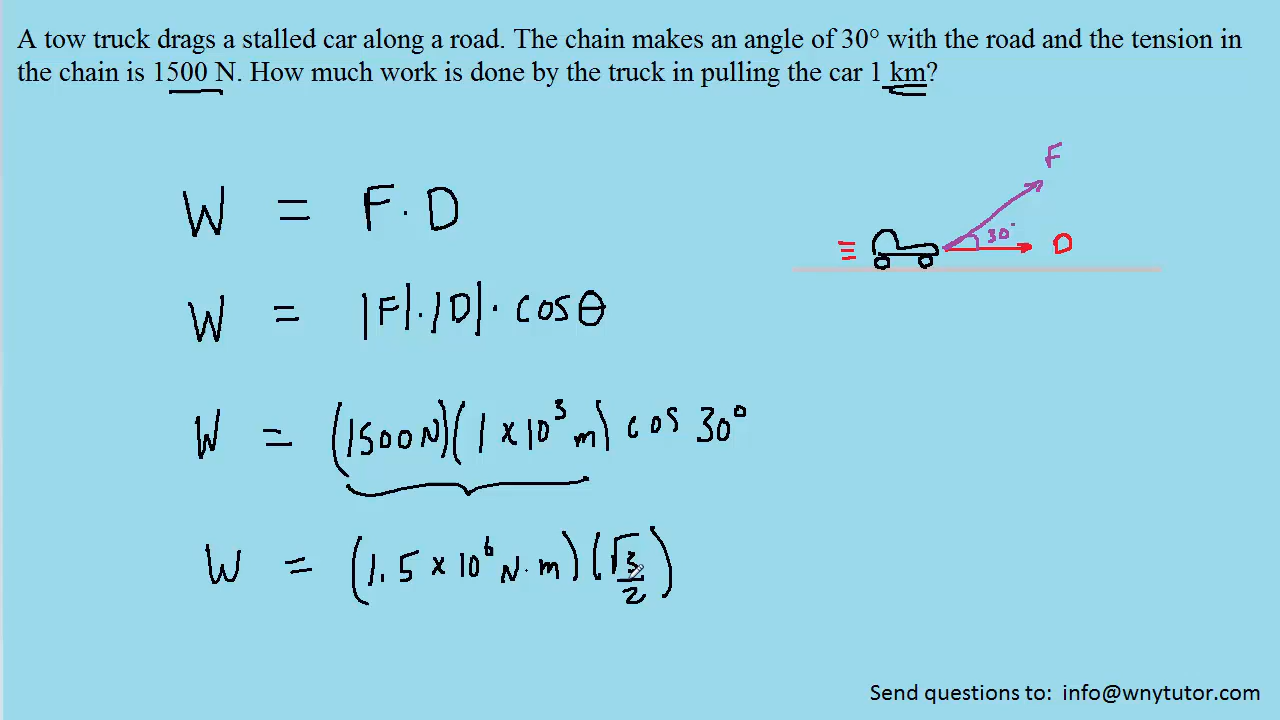 A tow truck drags a stalled car along a road. The chain makes an angle of 30° with the road and the tension in
the chain is 1500 N. How much work is done by the truck in pulling the car 1 km?
F
30°
D
W = F · D
W = |F| · |D| · cos θ
W = (1500N)(1 × 10³ m) cos 30°
W = (1.5 × 10⁶ N · m)(√3/2)
Send questions to: info@wnytutor.com